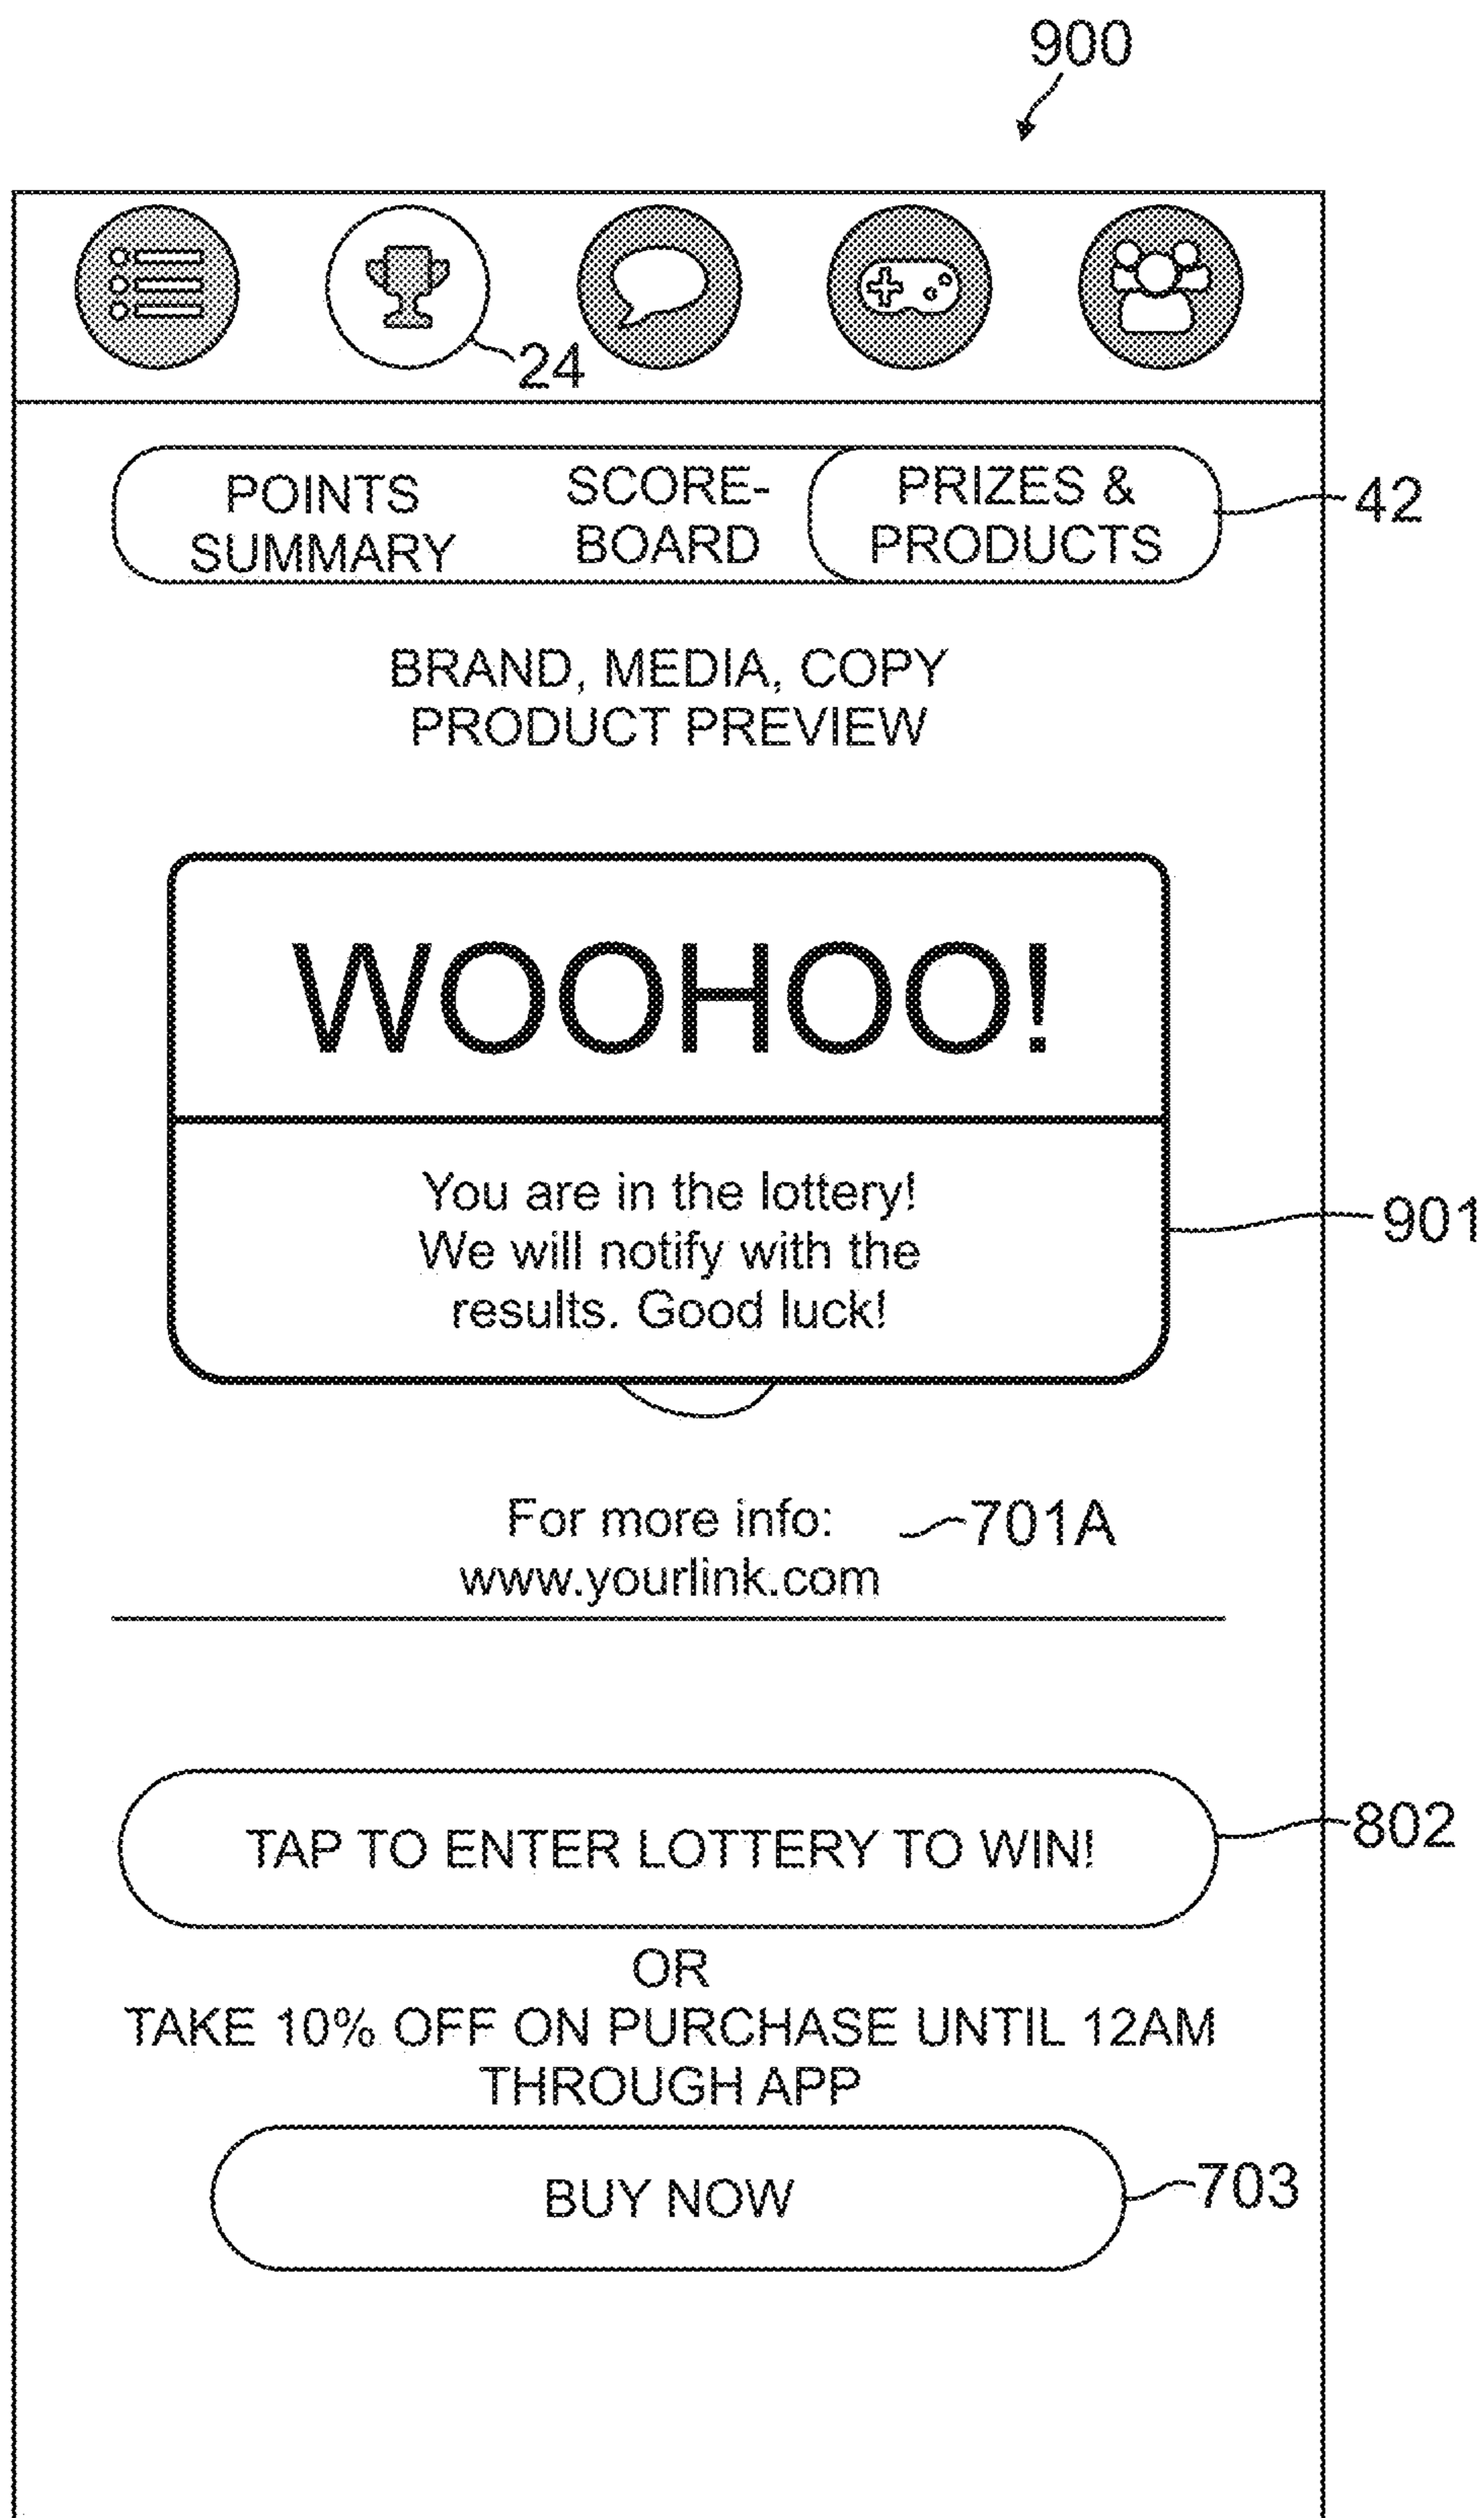 900
24
POINTS SUMMARY
SCORE-
BOARD
PRIZES &
PRODUCTS
42
BRAND, MEDIA, COPY
PRODUCT PREVIEW
WOOHOO!
You are in the lottery!
We will notify with the
results. Good luck!
901
For more info:
701A
www.yourlink.com
TAP TO ENTER LOTTERY TO WIN!
802
OR
TAKE 10% OFF ON PURCHASE UNTIL 12AM
THROUGH APP
BUY NOW
703